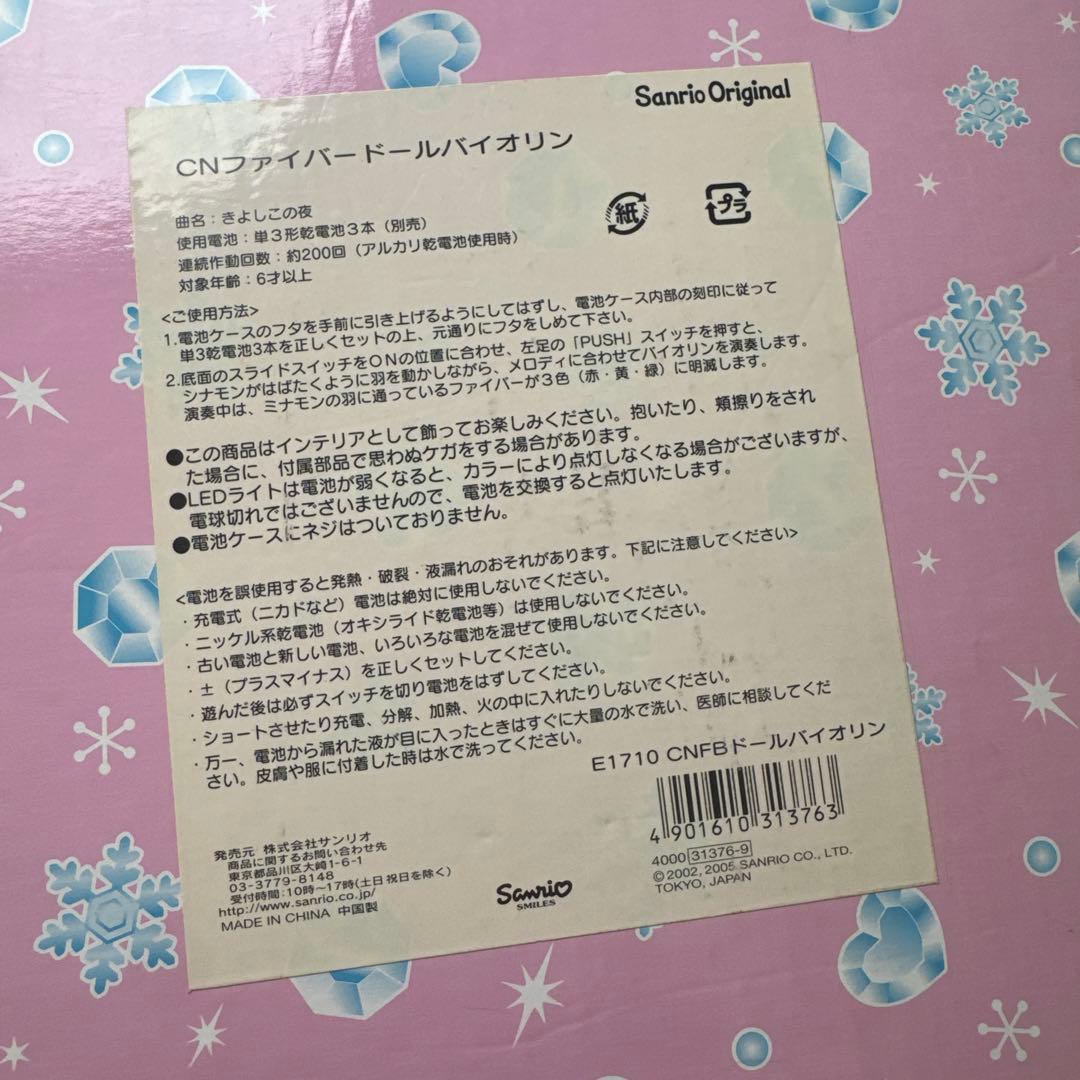 Sanrio Original
CNファイバードールバイオリン
曲名：きよしこの夜
使用電池：単3形乾電池3本（別売）
連続作動回数：約200回（アルカリ乾電池使用時）
対象年齢：6才以上
紙
プラ
<ご使用方法>
1.電池ケースのフタを手前に引き上げるようにしてはずし、電池ケース内部の刻印に従って
単3乾電池3本を正しくセットの上、元通りにフタをしめて下さい。
2.底面のスライドスイッチをONの位置に合わせ、左足の「PUSH」スイッチを押すと、
シナモンがはばたくように羽を動かしながら、メロディに合わせてバイオリンを演奏します。
演奏中は、ミナモンの羽に通っているファイバーが3色（赤・黄・緑）に明滅します。
●この商品はインテリアとして飾ってお楽しみください。抱いたり、頬擦りをされ
た場合に、付属部品で思わぬケガをする場合があります。
●LEDライトは電池が弱くなると、カラーにより点灯しなくなる場合がございますが、
電球切れではございませんので、電池を交換すると点灯いたします。
●電池ケースにネジはついておりません。
<電池を誤使用すると発熱・破裂・液漏れのおそれがあります。下記に注意してください>
・充電式（ニカドなど）電池は絶対に使用しないでください。
・ニッケル系乾電池（オキシライド乾電池等）は使用しないでください。
・古い電池と新しい電池、いろいろな電池を混ぜて使用しないでください。
・±（プラスマイナス）を正しくセットしてください。
・遊んだ後は必ずスイッチを切り電池をはずしてください。
・ショートさせたり充電、分解、加熱、火の中に入れたりしないでください。
・万一、電池から漏れた液が目に入ったときはすぐに大量の水で洗い、医師に相談してくだ
さい。皮膚や服に付着した時は水で洗ってください。
E1710 CNFBドールバイオリン
4 901610 313763
4000 31376-9
© 2002, 2005 SANRIO CO., LTD.
TOKYO, JAPAN
発売元 株式会社サンリオ
商品に関するお問い合わせ先
東京都品川区大崎1-6-1
03-3779-8148
受付時間：10時～17時(土日祝日を除く)
http://www.sanrio.co.jp/
MADE IN CHINA 中国製
Sanrio
SMILES